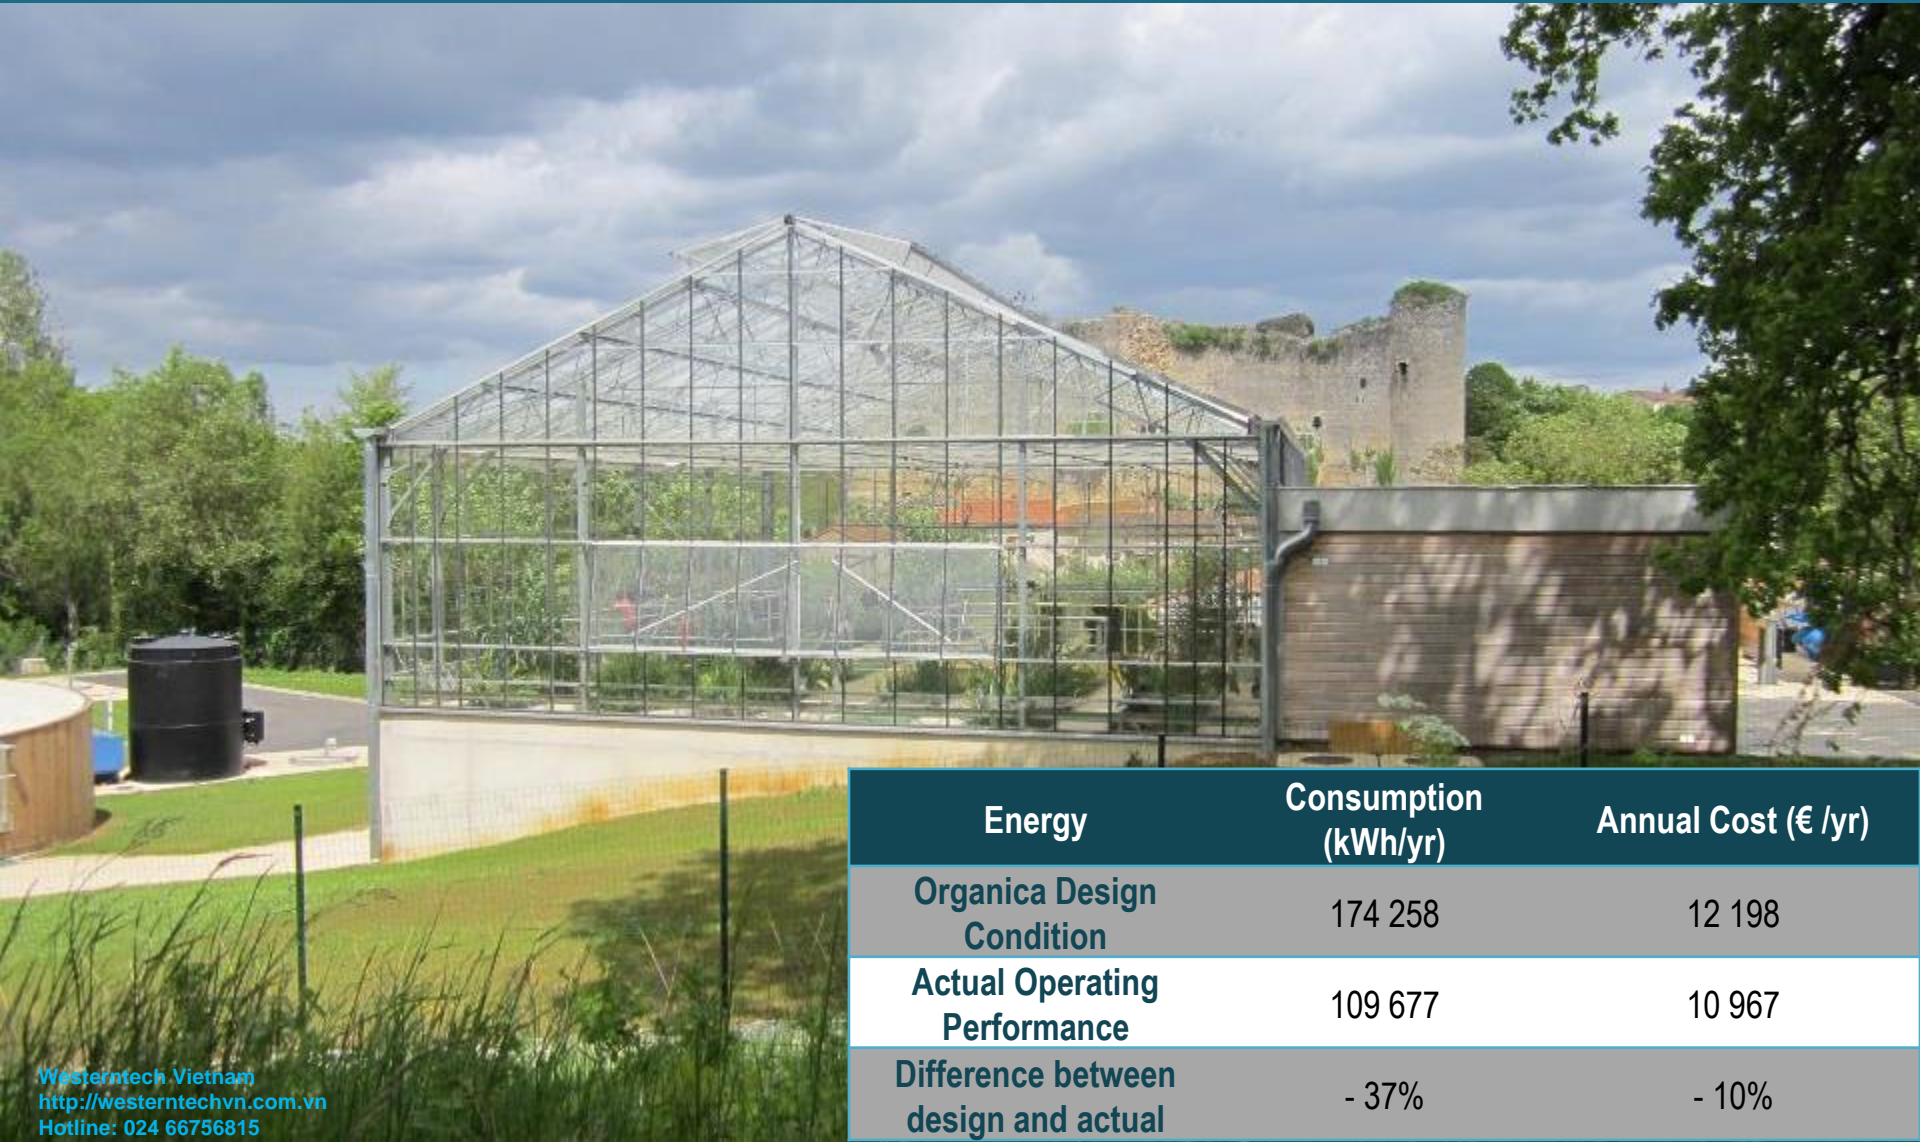 Energy
Consumption
(kWh/yr)
Annual Cost (€ /yr)
Organica Design
Condition
174 258
12 198
Actual Operating
Performance
109 677
10 967
Difference between
design and actual
- 37%
- 10%
Westerntech Vietnam
http://westerntechvn.com.vn
Hotline: 024 66756815